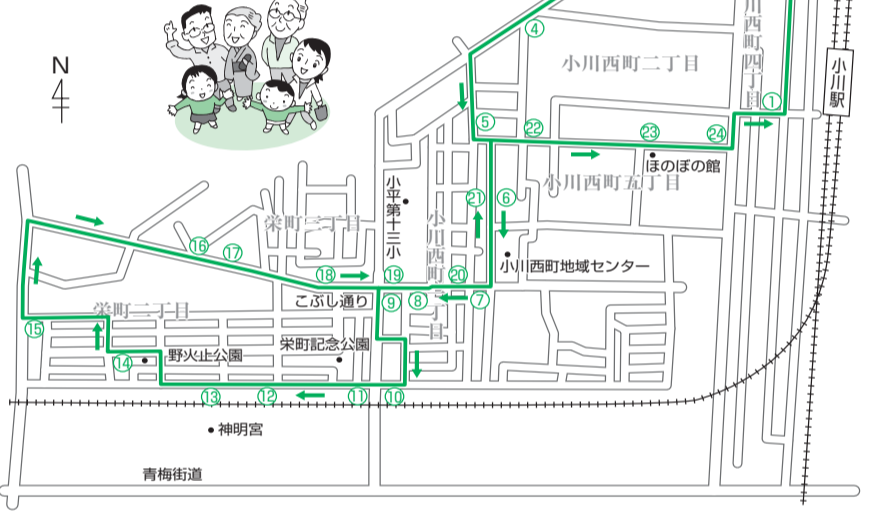 N
④
小川西町二丁目
川西町四丁目
小川駅
①
⑤
㉒
㉓
㉔
ほのぼの館
小川西町五丁目
小平第十三小
㉑
⑥
栄町三丁目
小川西町
丁目
小川西町地域センター
⑯
⑰
⑱
⑲
⑳
こぶし通り
⑨
⑧
⑦
栄町二丁目
⑮
⑭
野火止公園
栄町記念公園
⑬
⑫
⑪
⑩
神明宮
青梅街道